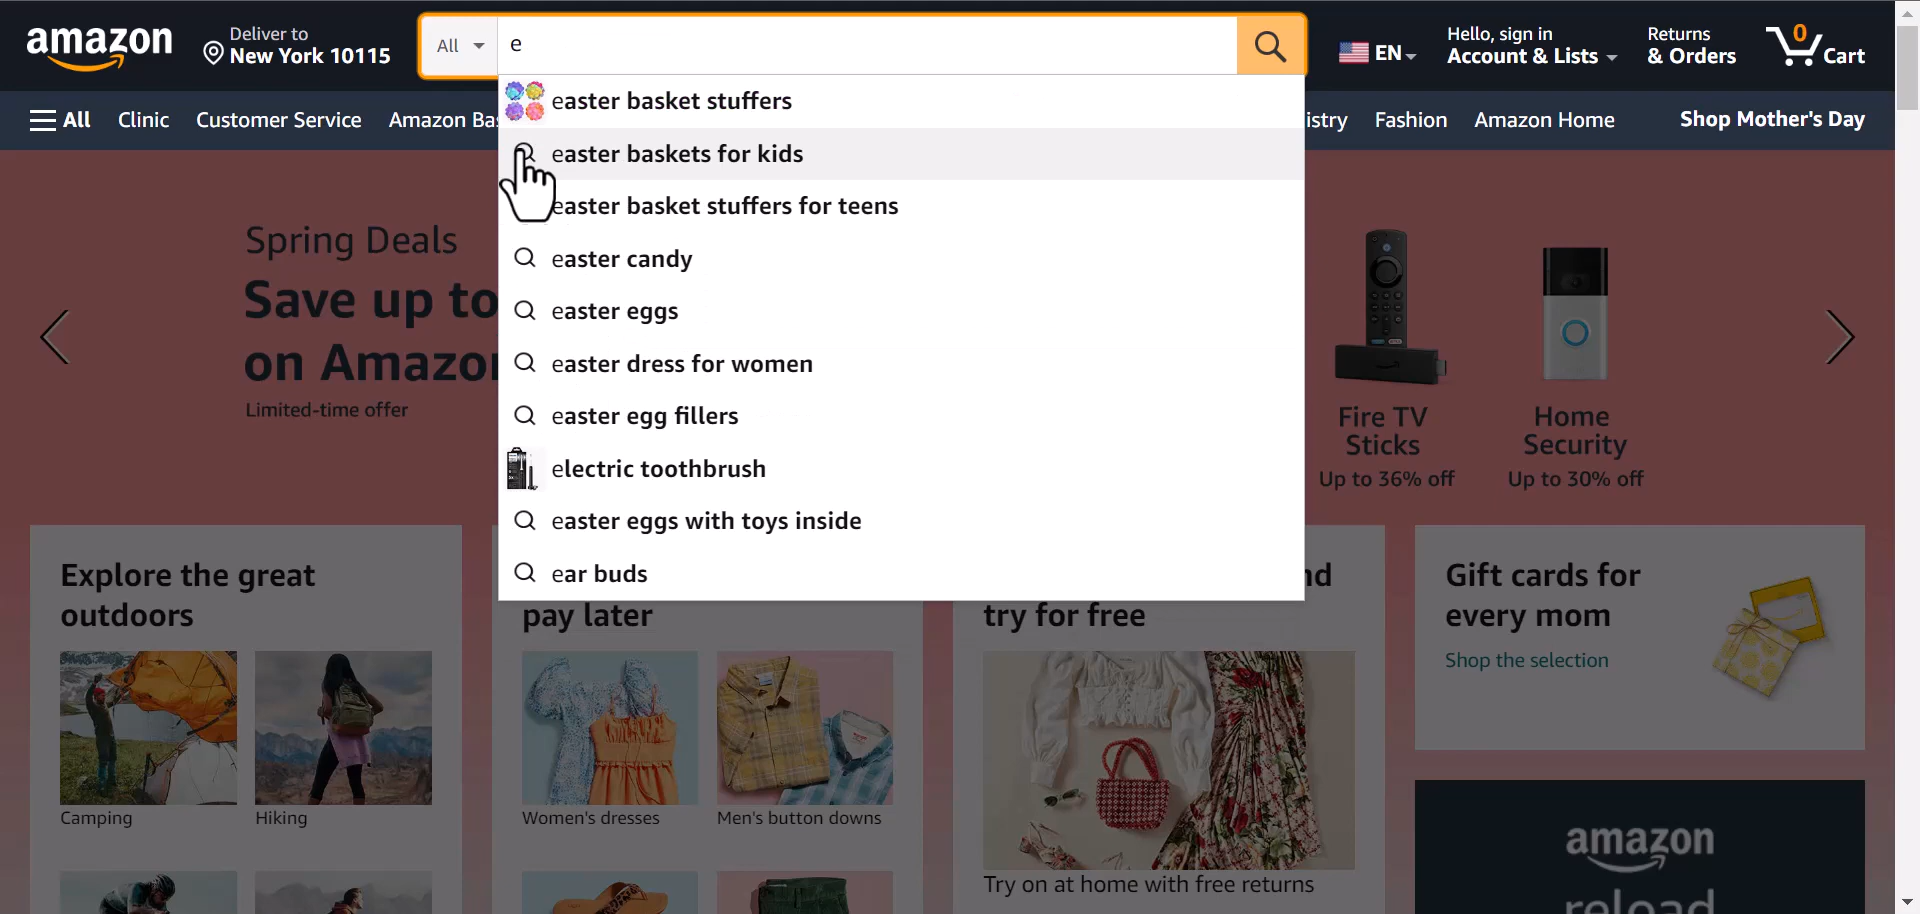 amazon
Deliver to
New York 10115
All
e
EN
Hello, sign in
Account & Lists
Returns
& Orders
0
Cart
All
Clinic
Customer Service
Amazon Bas
istry
Fashion
Amazon Home
Shop Mother's Day
easter basket stuffers
easter baskets for kids
easter basket stuffers for teens
easter candy
easter eggs
easter dress for women
easter egg fillers
electric toothbrush
easter eggs with toys inside
ear buds
Spring Deals
Save up to
on Amazon
Limited-time offer
Fire TV
Sticks
Up to 36% off
Home
Security
Up to 30% off
Explore the great
outdoors
Camping
Hiking
pay later
Women's dresses
Men's button downs
nd
try for free
Try on at home with free returns
Gift cards for
every mom
Shop the selection
amazon
reload